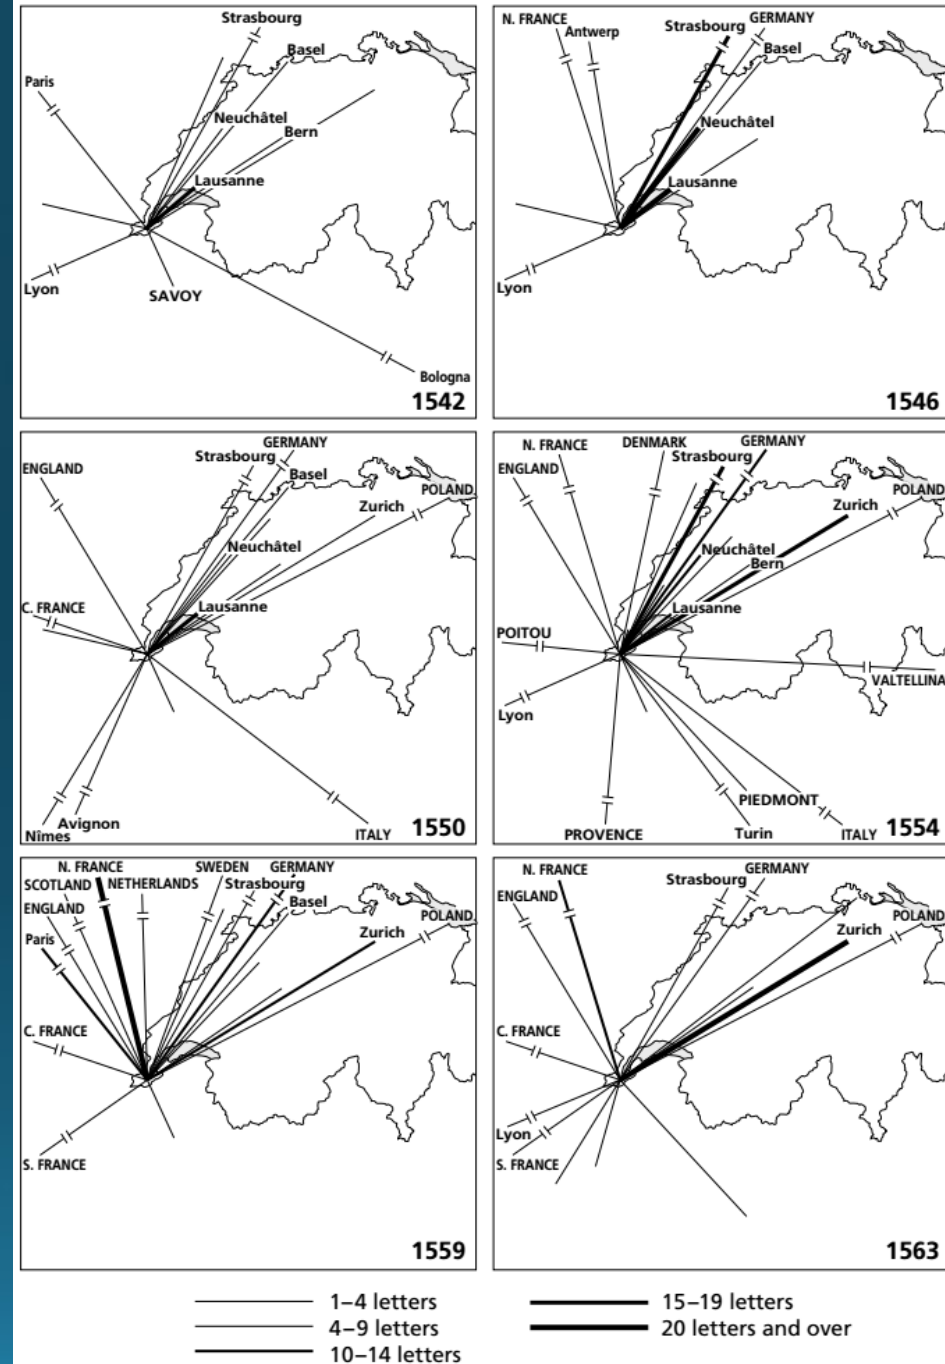 Strasbourg
Basel
Paris
Neuchâtel
Bern
Lausanne
Lyon
SAVOY
Bologna
1542
N. FRANCE
GERMANY
Strasbourg
Antwerp
Basel
Neuchâtel
Lausanne
Lyon
1546
GERMANY
Strasbourg
ENGLAND
Basel
POLAND
Zurich
Neuchâtel
C. FRANCE
Lausanne
Avignon
Nîmes
ITALY
1550
N. FRANCE
DENMARK
GERMANY
Strasbourg
ENGLAND
POLAND
Zurich
Neuchâtel
Bern
Lausanne
POITOU
VALTELLINA
Lyon
PIEDMONT
PROVENCE
Turin
ITALY
1554
N. FRANCE
SWEDEN
GERMANY
SCOTLAND
NETHERLANDS
Strasbourg
ENGLAND
Basel
POLAND
Paris
Zurich
C. FRANCE
S. FRANCE
1559
N. FRANCE
GERMANY
Strasbourg
ENGLAND
POLAND
Zurich
C. FRANCE
Lyon
S. FRANCE
1563
1–4 letters
4–9 letters
10–14 letters
15–19 letters
20 letters and over